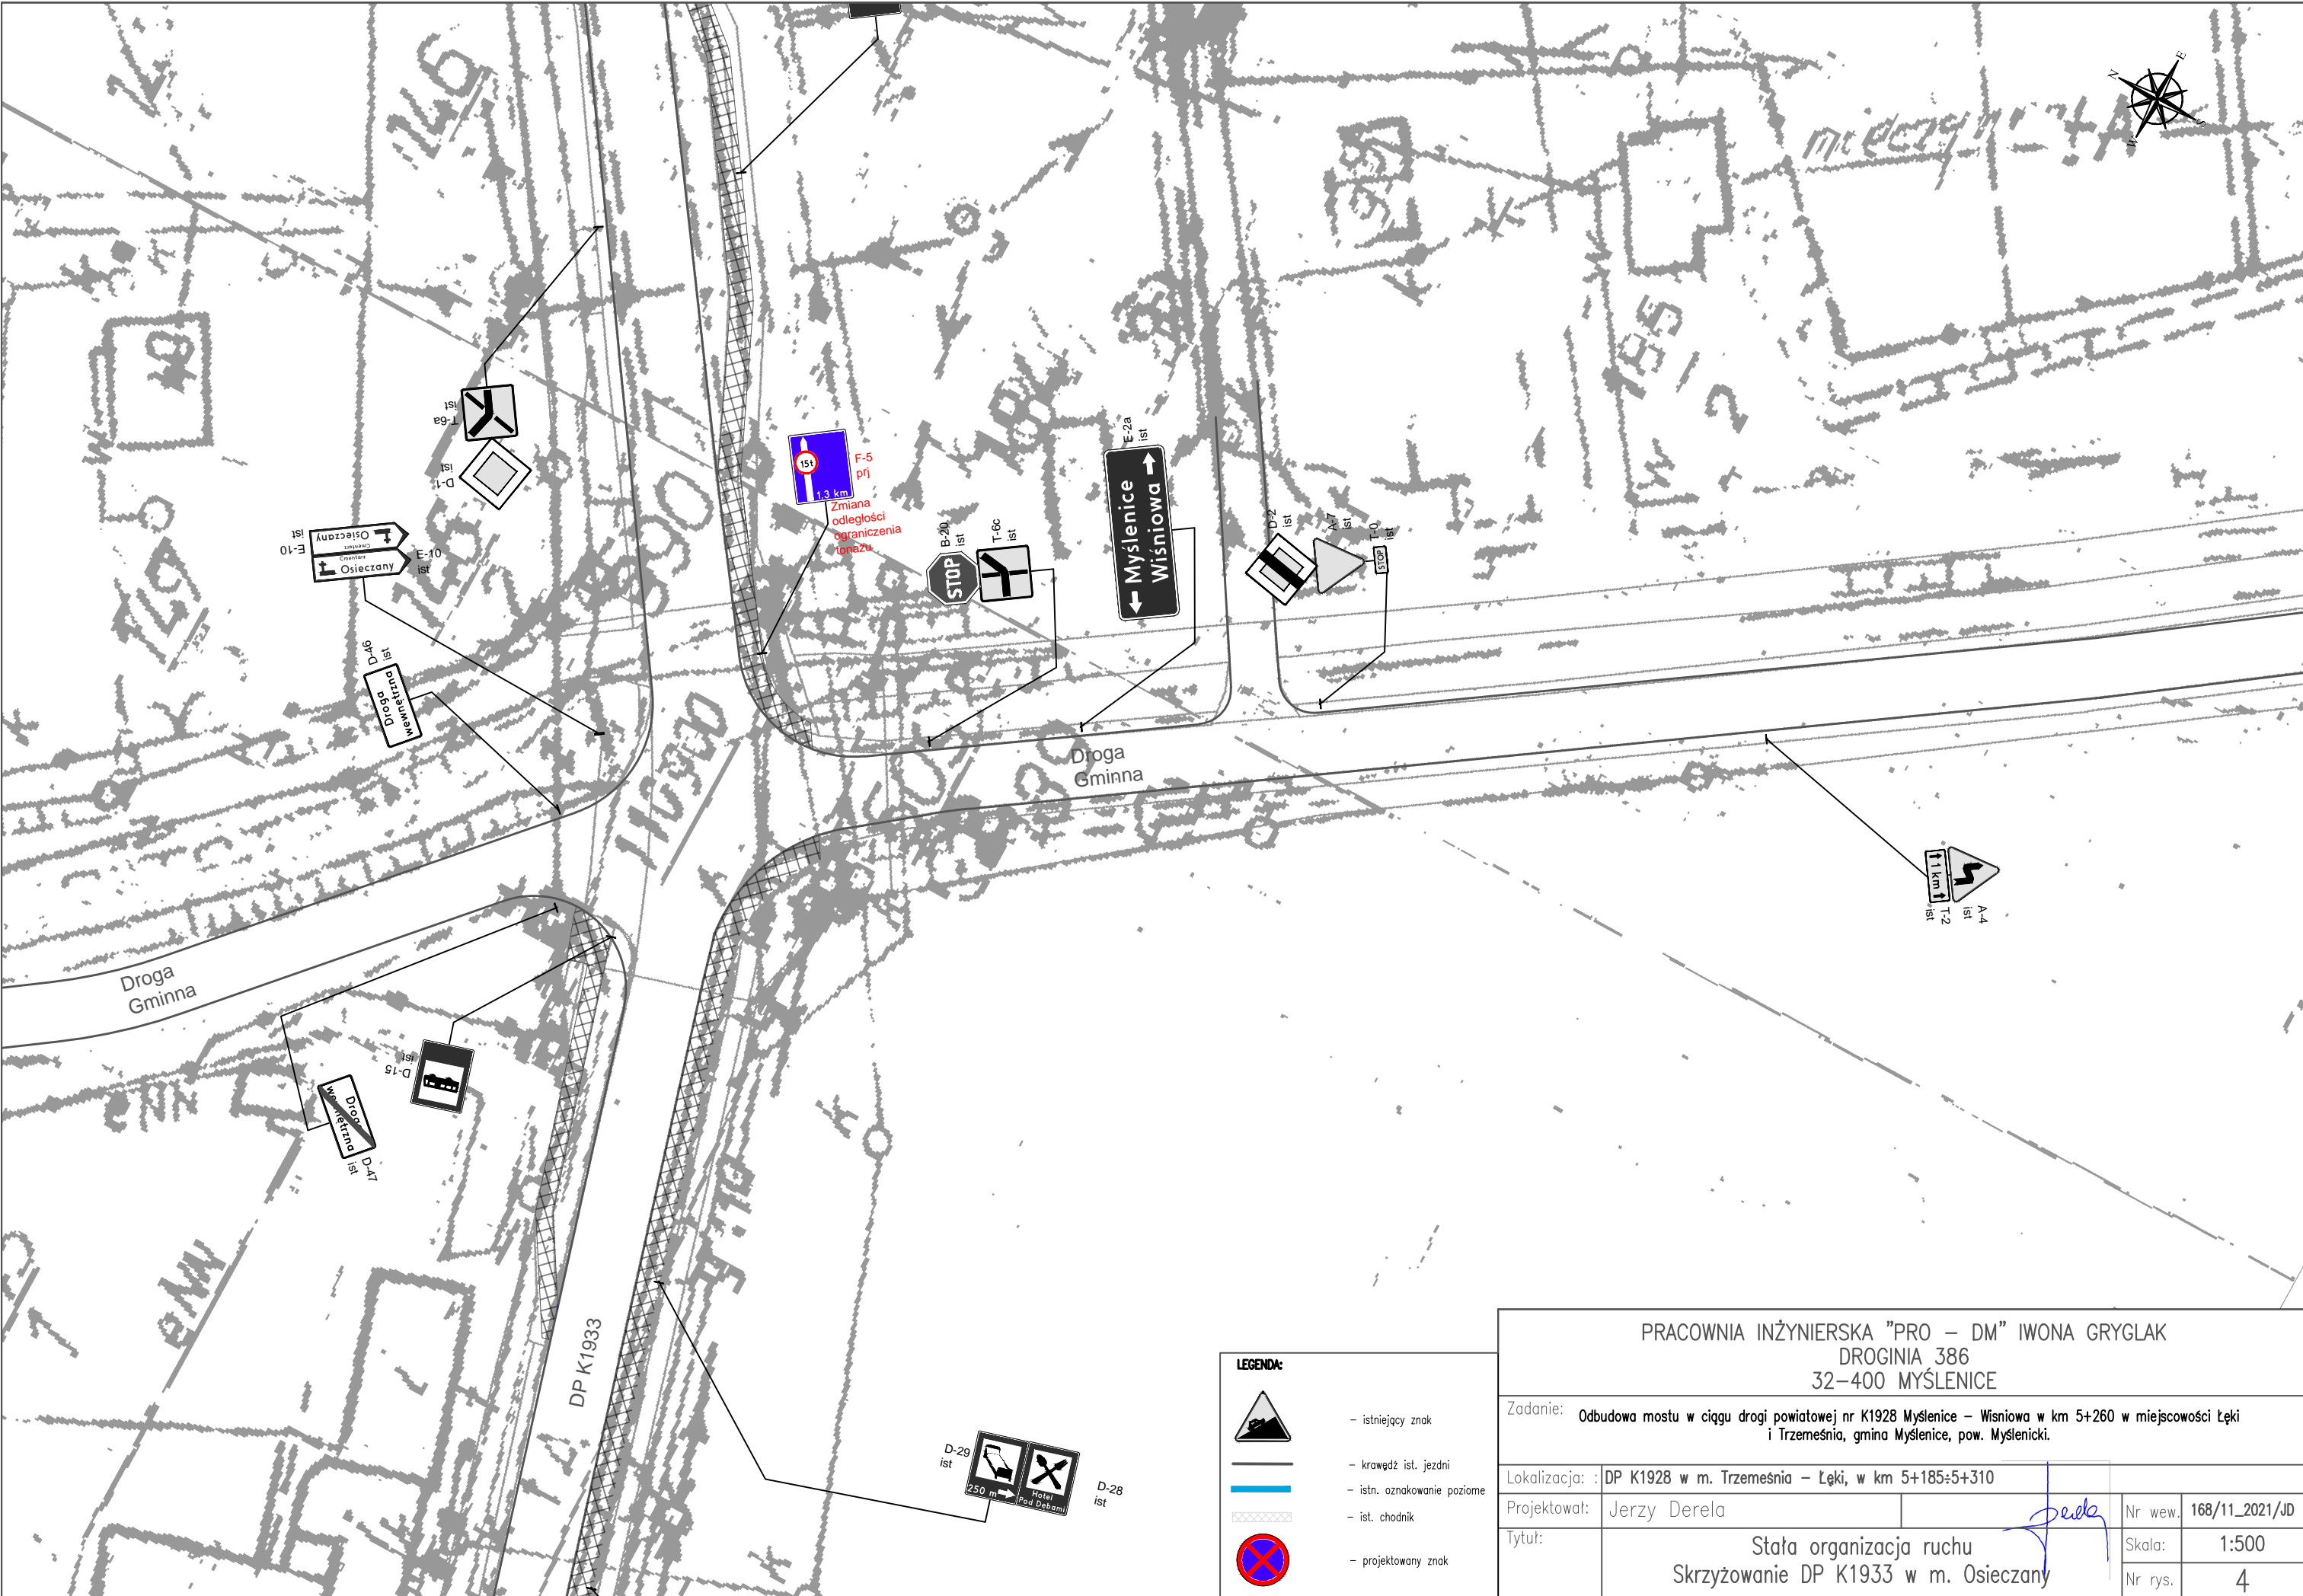 N
E
S
W
146
T-6a
ist
D-1
ist
E-10
ist
Osieczany
Cmentarz
Cmentarz
Osieczany
E-10
ist
D-46
ist
Droga
wewnętrzna
15t
1,3 km
F-5
prj
Zmiana
odległości
ograniczenia
tonażu
B-20
ist
STOP
T-6c
ist
E-2a
ist
Myślenice
Wiśniowa
D-2
ist
A-7
ist
T-0
ist
STOP
Droga
Gminna
1 km
T-2
ist
A-4
ist
Droga
Gminna
D-15
ist
Droga
wewnętrzna
D-47
ist
DP K1933
D-29
ist
250 m
Hotel
Pod Dębami
D-28
ist
LEGENDA:
– istniejący znak
– krawędź ist. jezdni
– istn. oznakowanie poziome
– ist. chodnik
– projektowany znak
PRACOWNIA INŻYNIERSKA "PRO – DM" IWONA GRYGLAK
DROGINIA 386
32–400 MYŚLENICE
Zadanie: Odbudowa mostu w ciągu drogi powiatowej nr K1928 Myślenice – Wisniowa w km 5+260 w miejscowości Łęki
i Trzemeśnia, gmina Myślenice, pow. Myślenicki.
Lokalizacja: : DP K1928 w m. Trzemeśnia – Łęki, w km 5+185÷5+310
Projektował: Jerzy Derela
Nr wew. 168/11_2021/JD
Tytuł: Stała organizacja ruchu
Skrzyżowanie DP K1933 w m. Osieczany
Skala: 1:500
Nr rys. 4